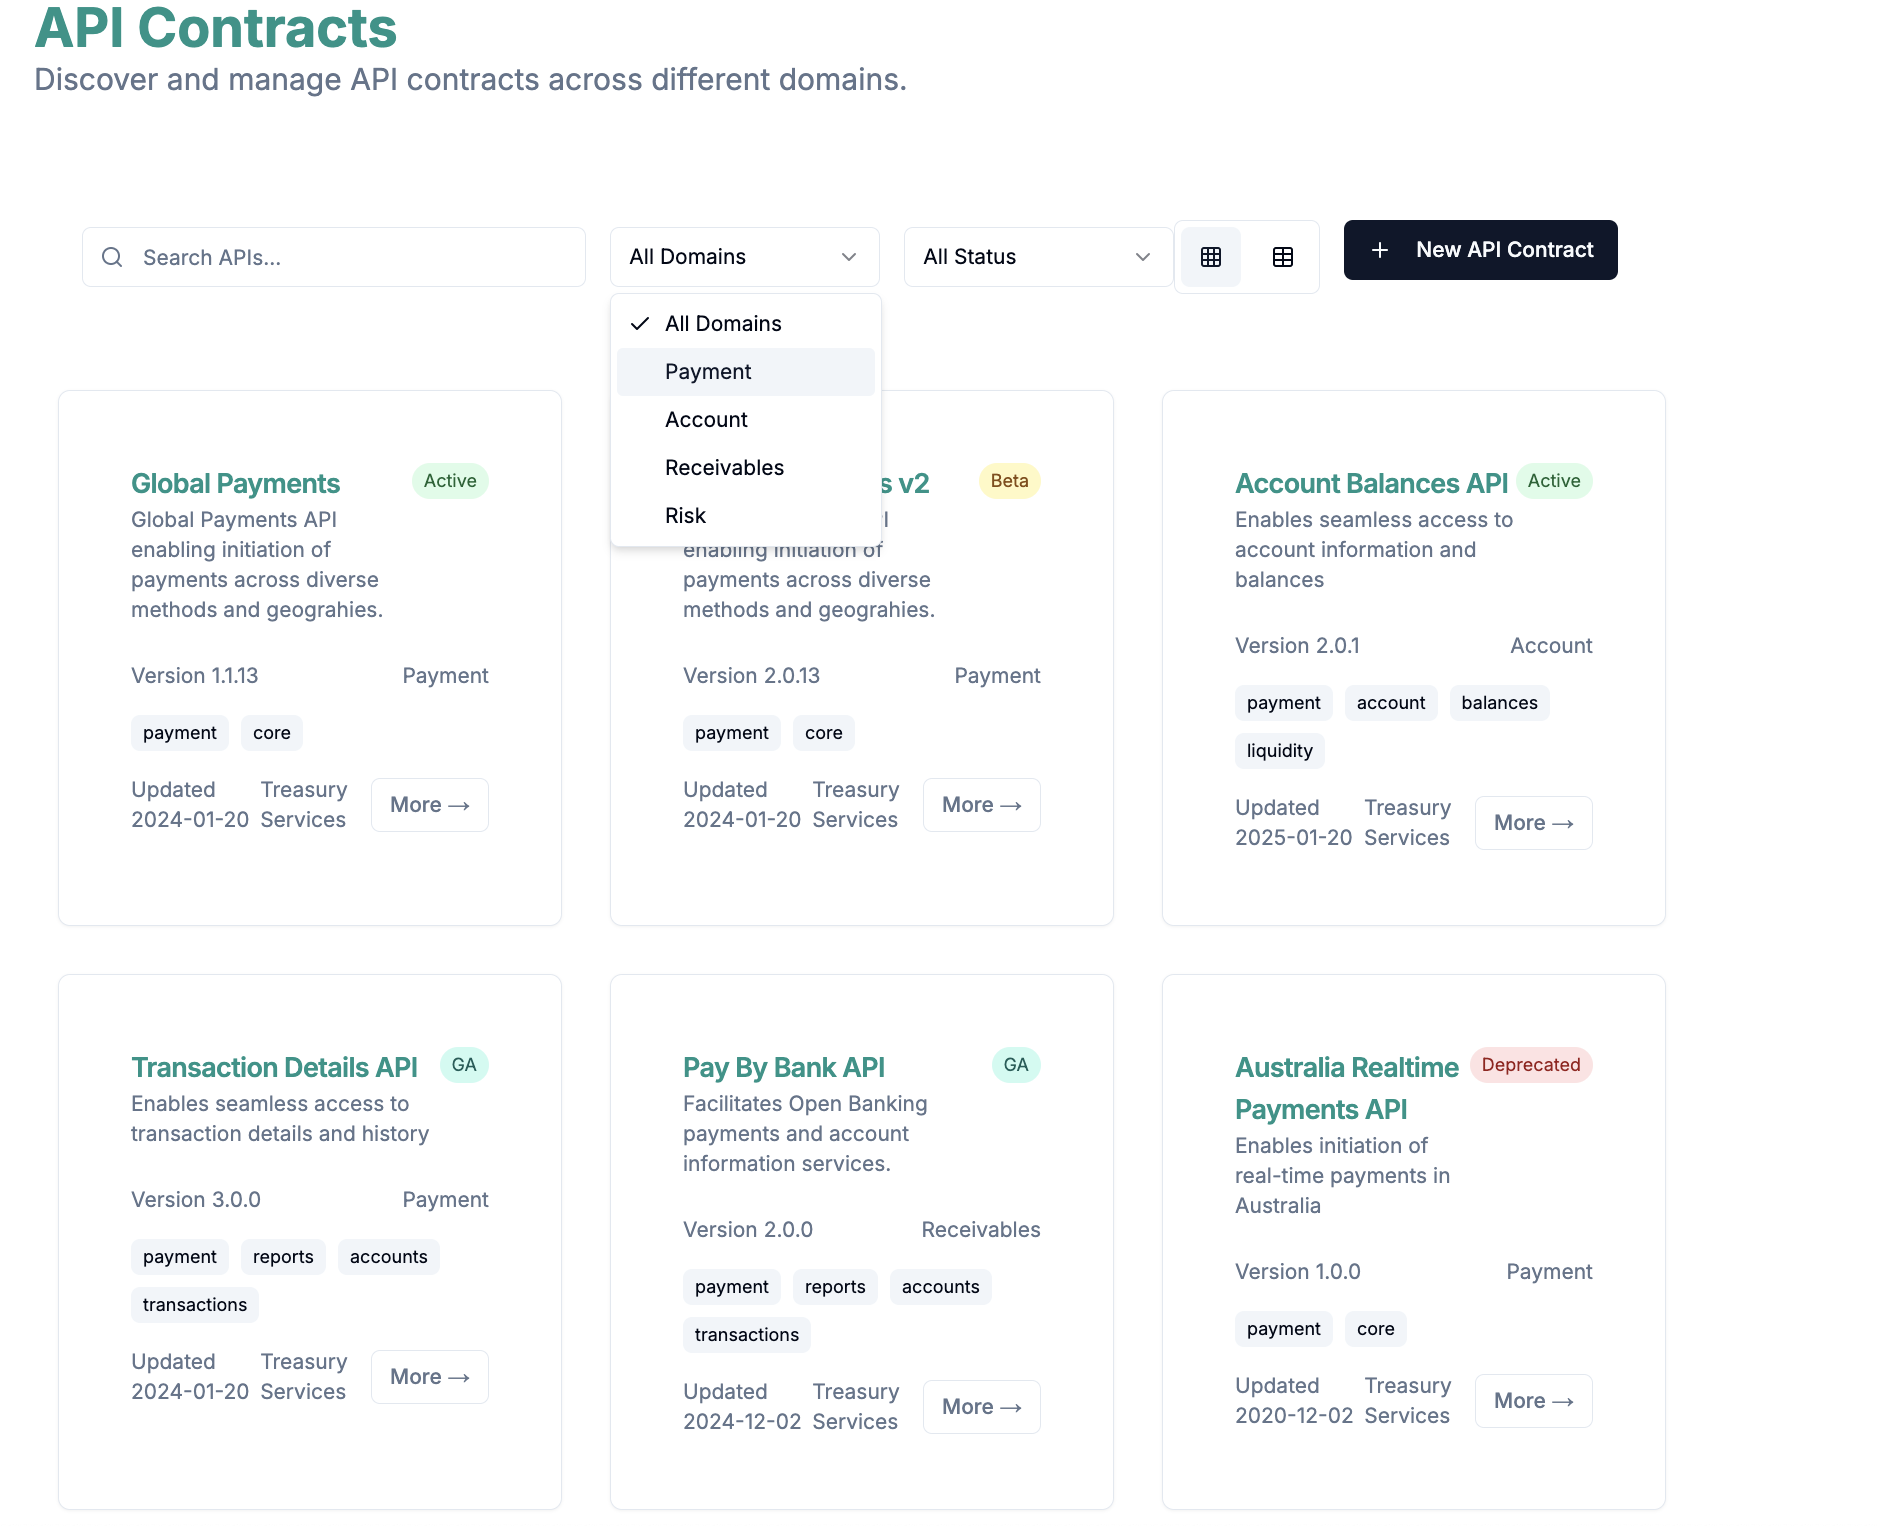 API Contracts
Discover and manage API contracts across different domains.
Search APIs...
All Domains
All Status
New API Contract
All Domains
Payment
Account
Receivables
Risk
Global Payments
Active
Global Payments API
enabling initiation of
payments across diverse
methods and geograhies.
Version 1.1.13
Payment
payment
core
Updated
2024-01-20
Treasury
Services
More →
v2
Beta
enabling initiation of
payments across diverse
methods and geograhies.
Version 2.0.13
Payment
payment
core
Updated
2024-01-20
Treasury
Services
More →
Account Balances API
Active
Enables seamless access to
account information and
balances
Version 2.0.1
Account
payment
account
balances
liquidity
Updated
2025-01-20
Treasury
Services
More →
Transaction Details API
GA
Enables seamless access to
transaction details and history
Version 3.0.0
Payment
payment
reports
accounts
transactions
Updated
2024-01-20
Treasury
Services
More →
Pay By Bank API
GA
Facilitates Open Banking
payments and account
information services.
Version 2.0.0
Receivables
payment
reports
accounts
transactions
Updated
2024-12-02
Treasury
Services
More →
Australia Realtime
Payments API
Deprecated
Enables initiation of
real-time payments in
Australia
Version 1.0.0
Payment
payment
core
Updated
2020-12-02
Treasury
Services
More →